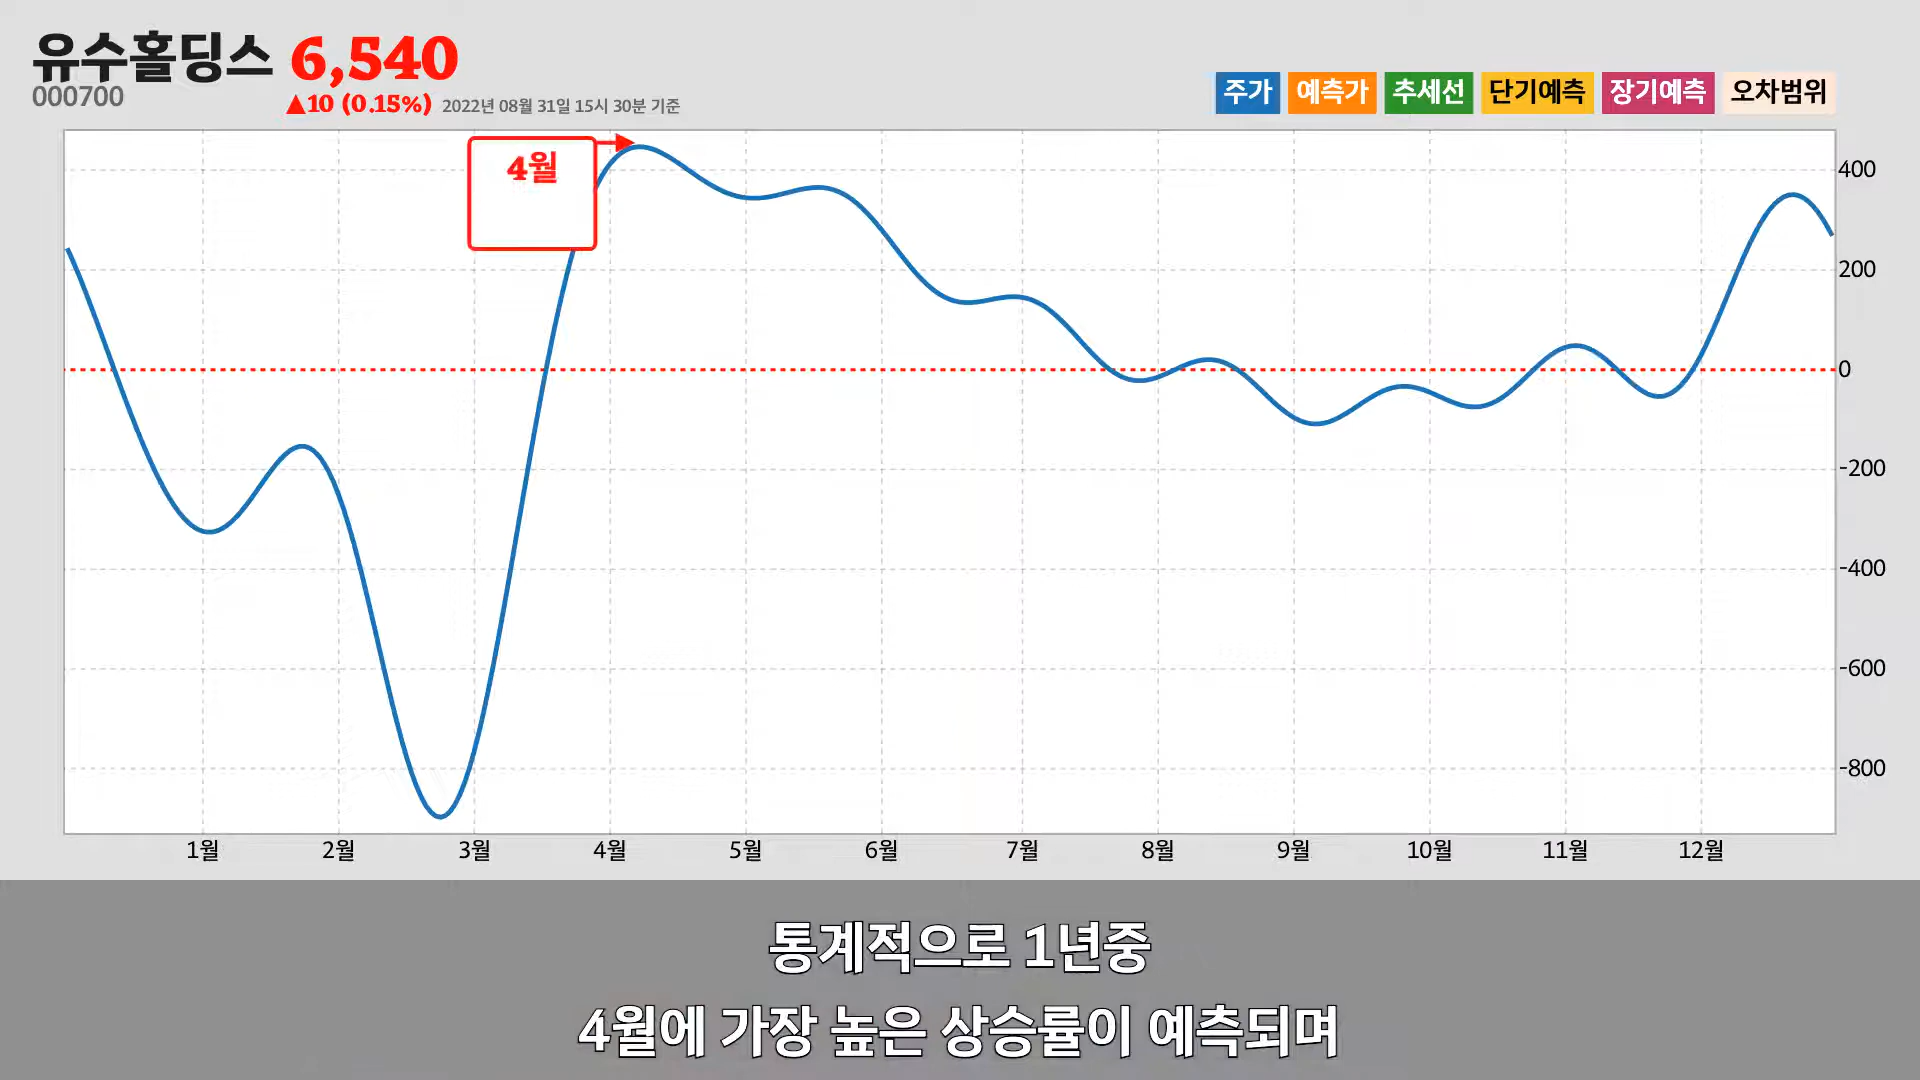 유수홀딩스 6,540
000700
▲10 (0.15%) 2022년 08월 31일 15시 30분 기준
주가 예측가 추세선 단기예측 장기예측 오차범위
4월
400
200
0
-200
-400
-600
-800
1월 2월 3월 4월 5월 6월 7월 8월 9월 10월 11월 12월
통계적으로 1년중
4월에 가장 높은 상승률이 예측되며